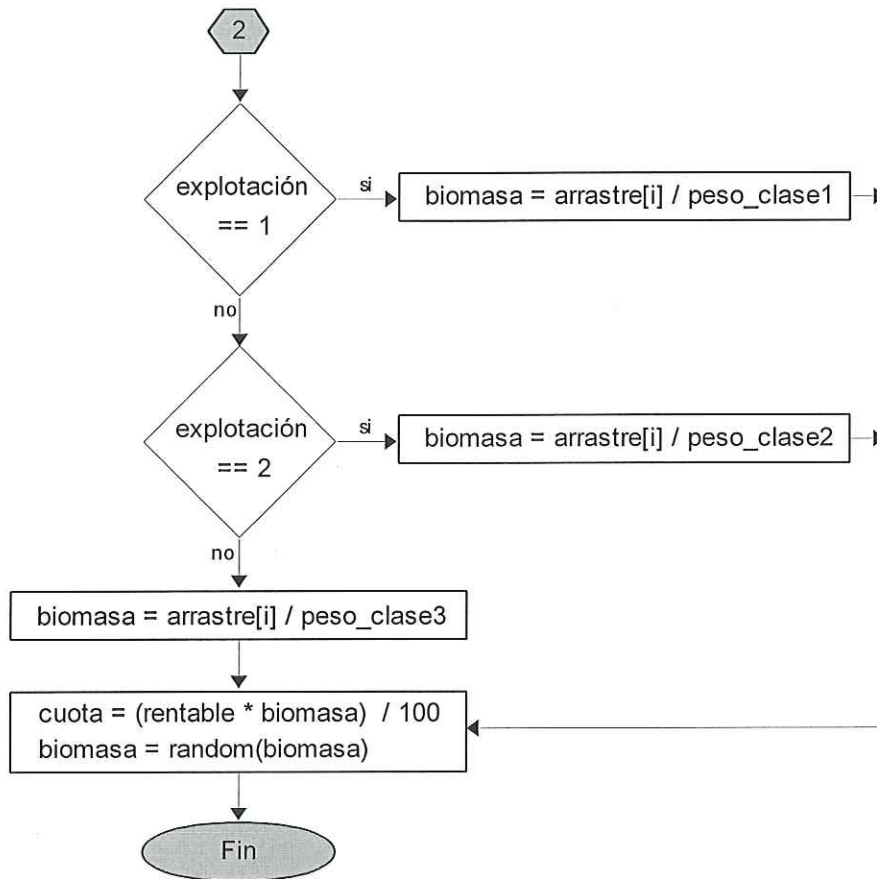 2
explotación
== 1
si
biomasa = arrastre[i] / peso_clase1
no
explotación
== 2
si
biomasa = arrastre[i] / peso_clase2
no
biomasa = arrastre[i] / peso_clase3
cuota = (rentable * biomasa) / 100
biomasa = random(biomasa)
Fin